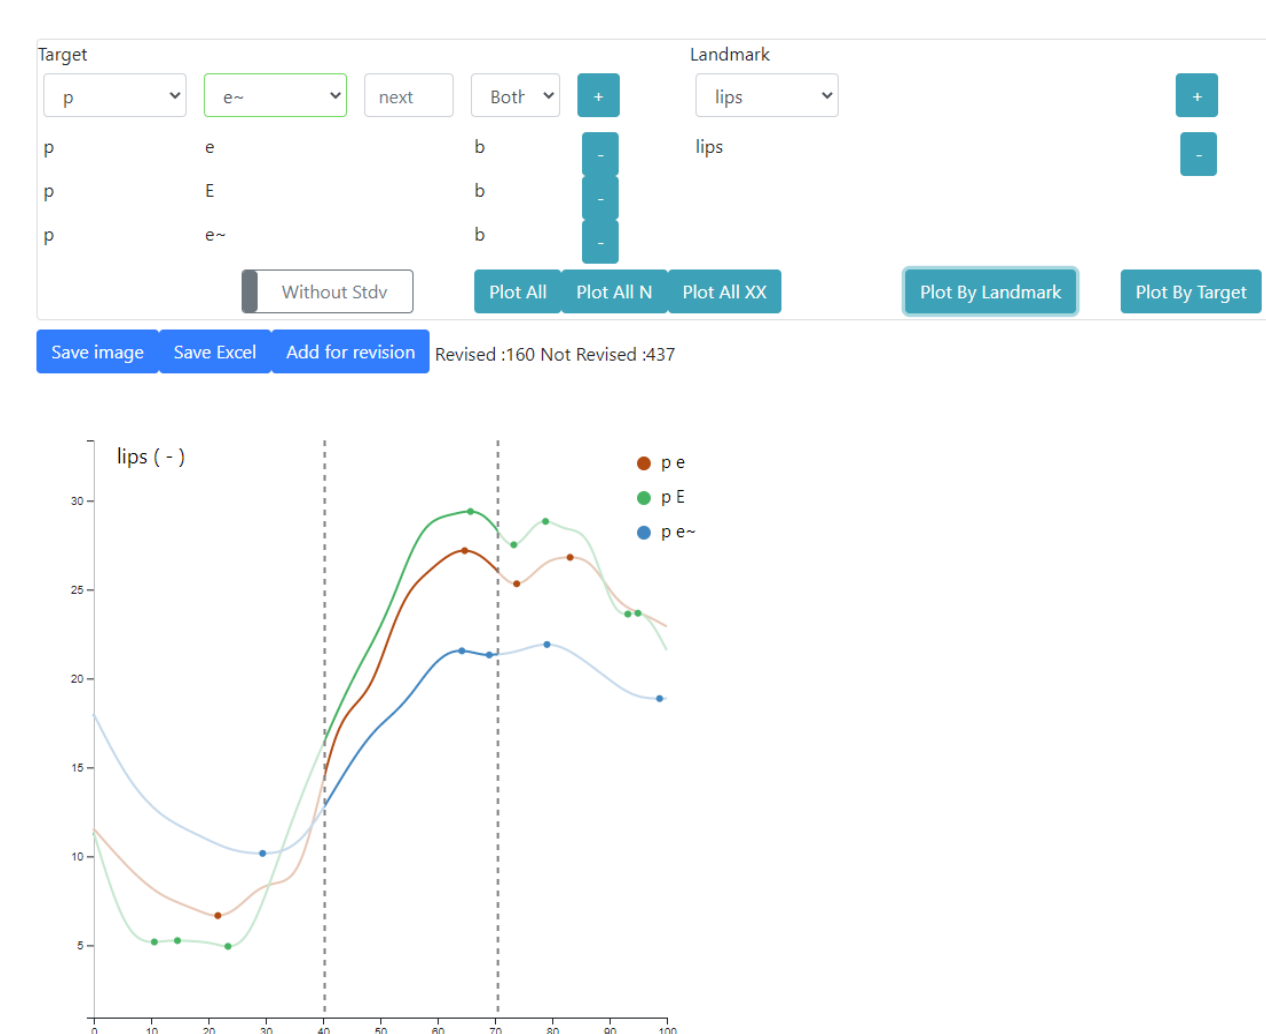 Target Landmark
p e~ next Both + lips +
p e b - lips -
p E b -
p e~ b -
Without Stdv Plot All Plot All N Plot All XX Plot By Landmark Plot By Target
Save image Save Excel Add for revision Revised :160 Not Revised :437
lips ( - )
p e
p E
p e~
30
25
20
15
10
5
0 10 20 30 40 50 60 70 80 90 100